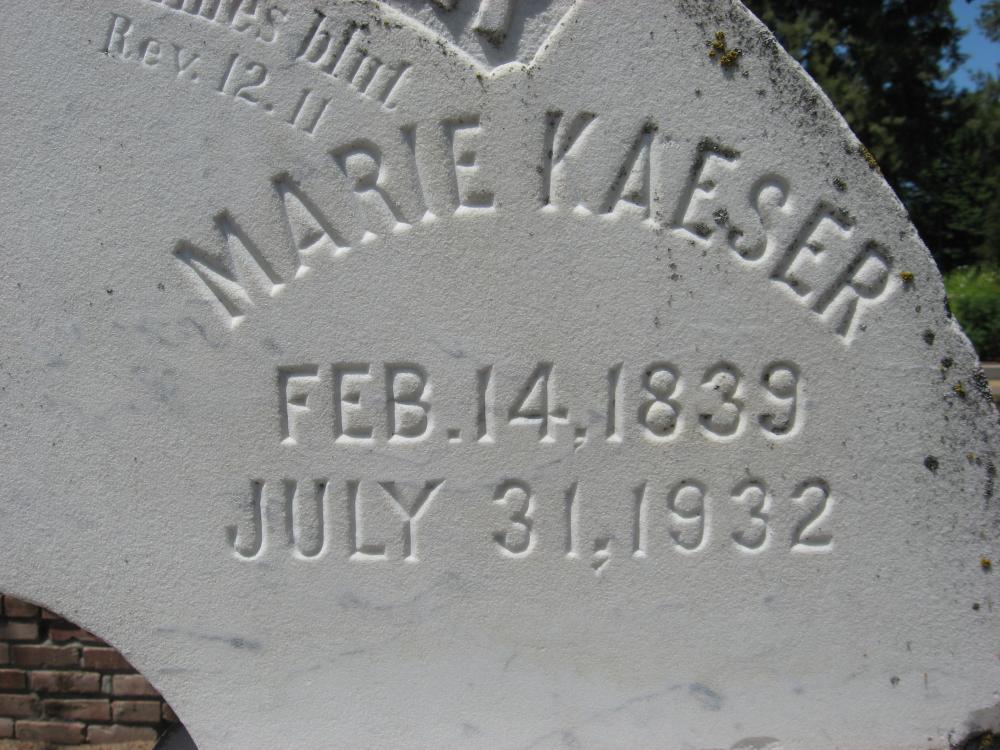 blut
Rev. 12. 11
MARIE KAESER
FEB. 14, 1839
JULY 31, 1932